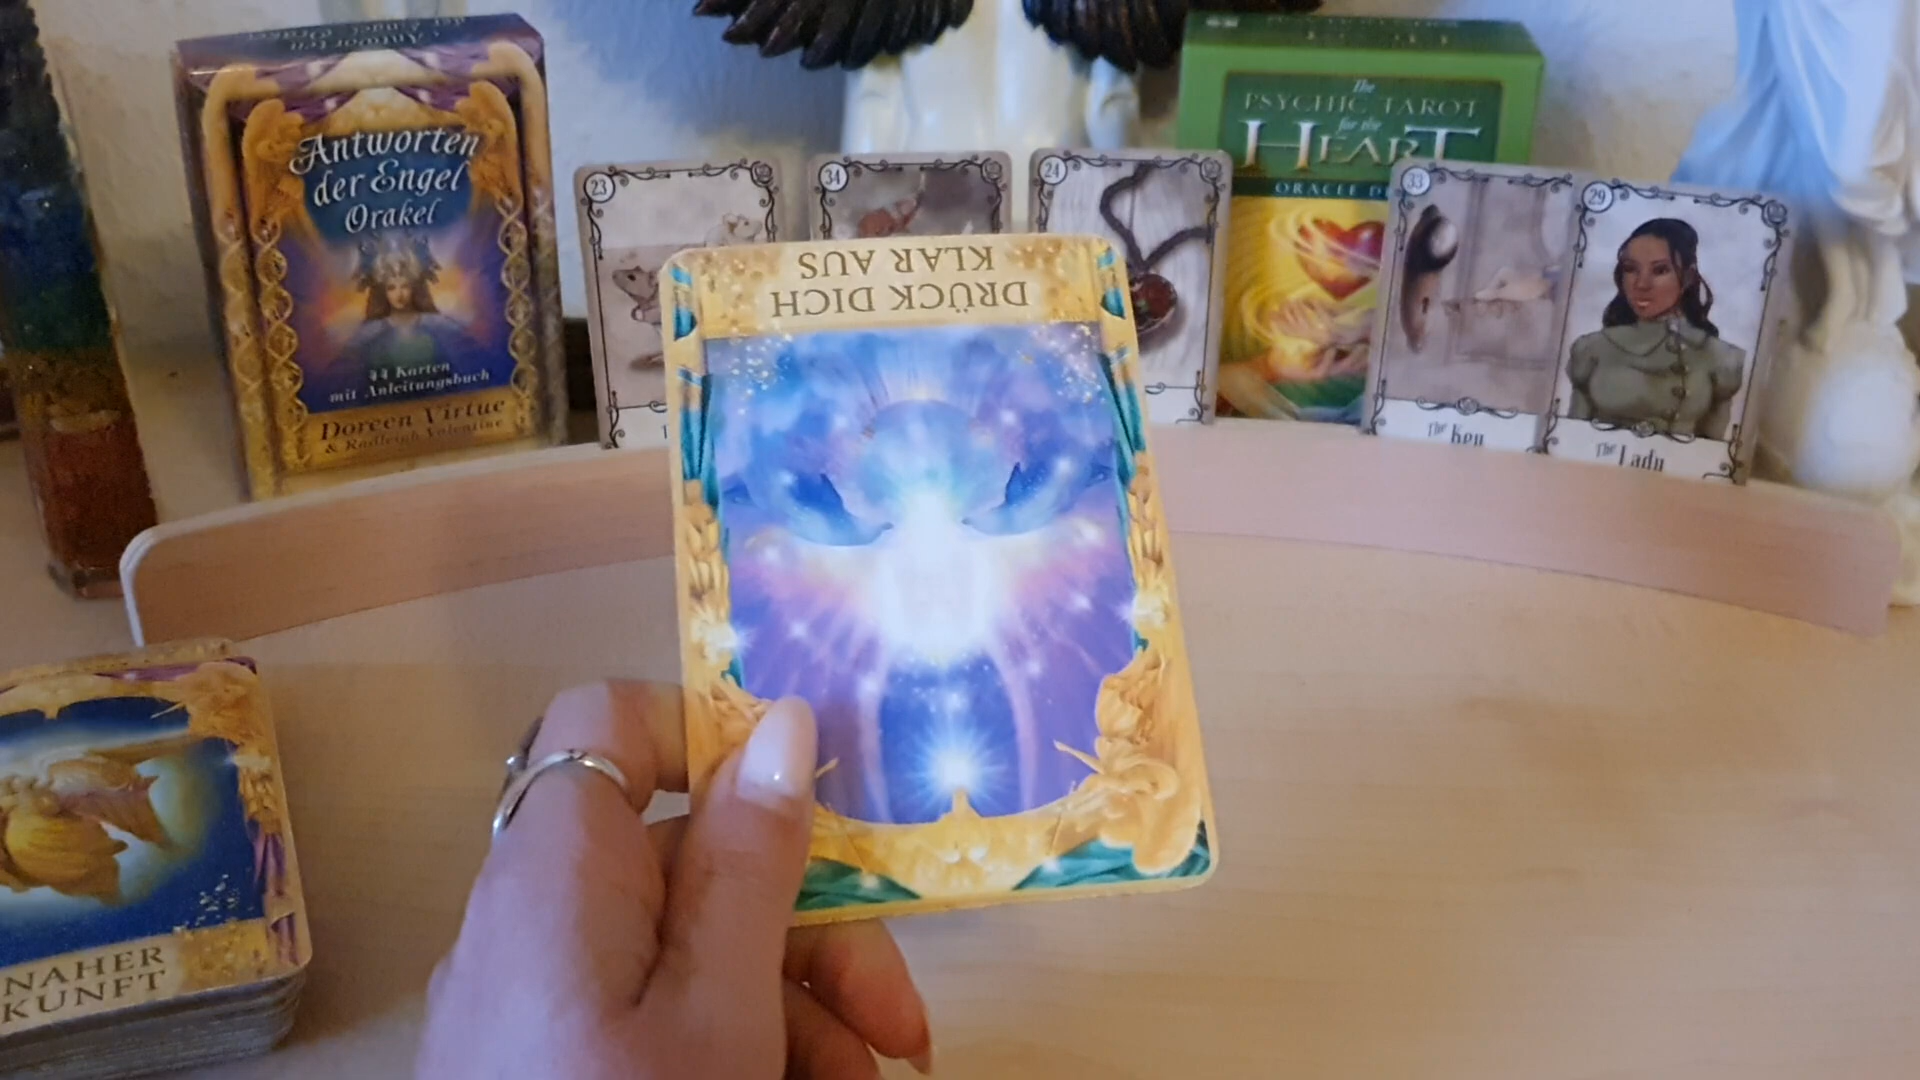 Antworten
der Engel
Orakel
44 Karten
mit Anleitungsbuch
Doreen Virtue
& Radleigh Valentine
The
PSYCHIC TAROT
for the
HEART
ORACLE
23
34
24
33
29
The Key
The Lady
DRÜCK DICH
KLAR AUS
NAHER
KUNFT